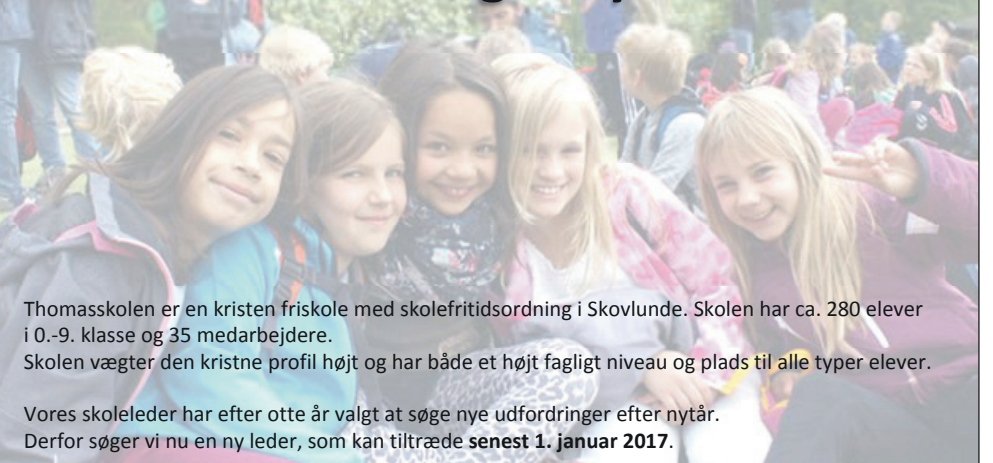 Thomasskolen er en kristen friskole med skolefritidsordning i Skovlunde. Skolen har ca. 280 elever
i 0.-9. klasse og 35 medarbejdere.
Skolen vægter den kristne profil højt og har både et højt fagligt niveau og plads til alle typer elever.
Vores skoleleder har efter otte år valgt at søge nye udfordringer efter nytår.
Derfor søger vi nu en ny leder, som kan tiltræde senest 1. januar 2017.